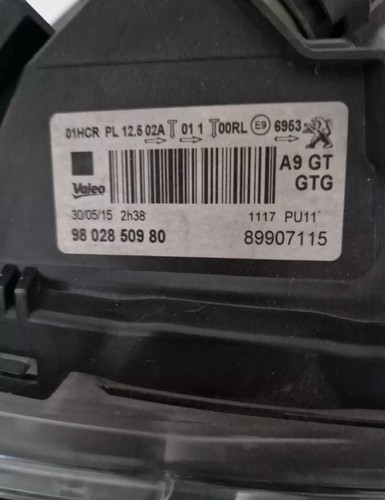 01HCR PL 12.5 02A T 01 1 T 00RL E9 6953
A9 GT
GTG
Valeo
30/05/15 2h38
1117 PU11'
98 028 509 80
89907115